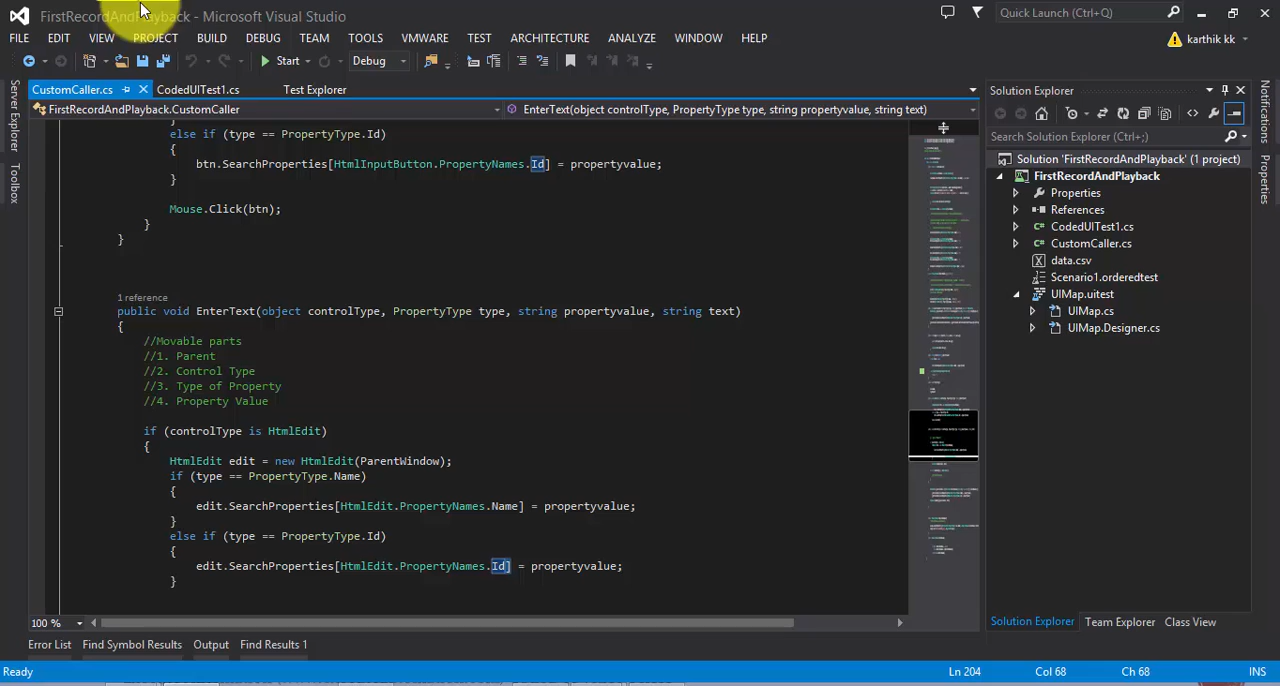 FirstRecordAndPlayback - Microsoft Visual Studio
Quick Launch (Ctrl+Q)
FILE EDIT VIEW PROJECT BUILD DEBUG TEAM TOOLS VMWARE TEST ARCHITECTURE ANALYZE WINDOW HELP
karthik kk
Start Debug
CustomCaller.cs CodedUITest1.cs Test Explorer
FirstRecordAndPlayback.CustomCaller EnterText(object controlType, PropertyType type, string propertyvalue, string text)
Server Explorer
Toolbox
}
else if (type == PropertyType.Id)
{
btn.SearchProperties[HtmlInputButton.PropertyNames.Id] = propertyvalue;
}
Mouse.Click(btn);
}
}
1 reference
public void EnterText(object controlType, PropertyType type, string propertyvalue, string text)
{
//Movable parts
//1. Parent
//2. Control Type
//3. Type of Property
//4. Property Value
if (controlType is HtmlEdit)
{
HtmlEdit edit = new HtmlEdit(ParentWindow);
if (type == PropertyType.Name)
{
edit.SearchProperties[HtmlEdit.PropertyNames.Name] = propertyvalue;
}
else if (type == PropertyType.Id)
{
edit.SearchProperties[HtmlEdit.PropertyNames.Id] = propertyvalue;
}
100 %
Solution Explorer
Search Solution Explorer (Ctrl+;)
Solution 'FirstRecordAndPlayback' (1 project)
FirstRecordAndPlayback
Properties
References
CodedUITest1.cs
CustomCaller.cs
data.csv
Scenario1.orderedtest
UIMap.uitest
UIMap.cs
UIMap.Designer.cs
Solution Explorer Team Explorer Class View
Notifications
Properties
Error List Find Symbol Results Output Find Results 1
Ready Ln 204 Col 68 Ch 68 INS